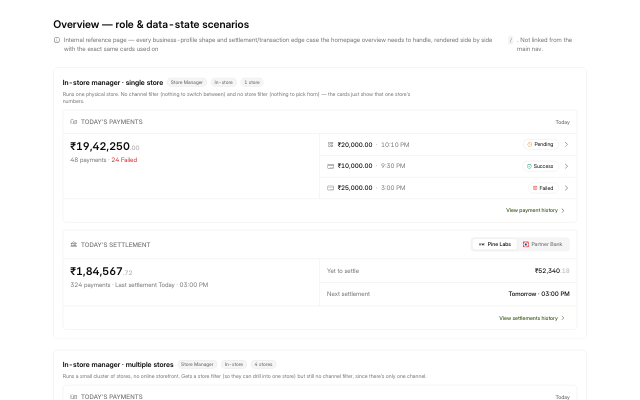 Overview — role & data-state scenarios
Internal reference page — every business-profile shape and settlement/transaction edge case the homepage overview needs to handle, rendered side by side with the exact same cards used on / . Not linked from the main nav.
In-store manager · single store Store Manager In-store 1 store
Runs one physical store. No channel filter (nothing to switch between) and no store filter (nothing to pick from) — the cards just show that one store's numbers.
TODAY'S PAYMENTS Today
₹19,42,250.00
48 payments · 24 Failed
₹20,000.00 · 10:10 PM Pending
₹10,000.00 · 9:30 PM Success
₹25,000.00 · 3:00 PM Failed
View payment history
TODAY'S SETTLEMENT Pine Labs Partner Bank
₹1,84,567.72
324 payments · Last settlement Today · 03:00 PM
Yet to settle ₹52,340.18
Next settlement Tomorrow · 03:00 PM
View settlements history
In-store manager · multiple stores Store Manager In-store 4 stores
Runs a small cluster of stores, no online storefront. Gets a store filter (so they can drill into one store) but still no channel filter, since there's only one channel.
TODAY'S PAYMENTS Today